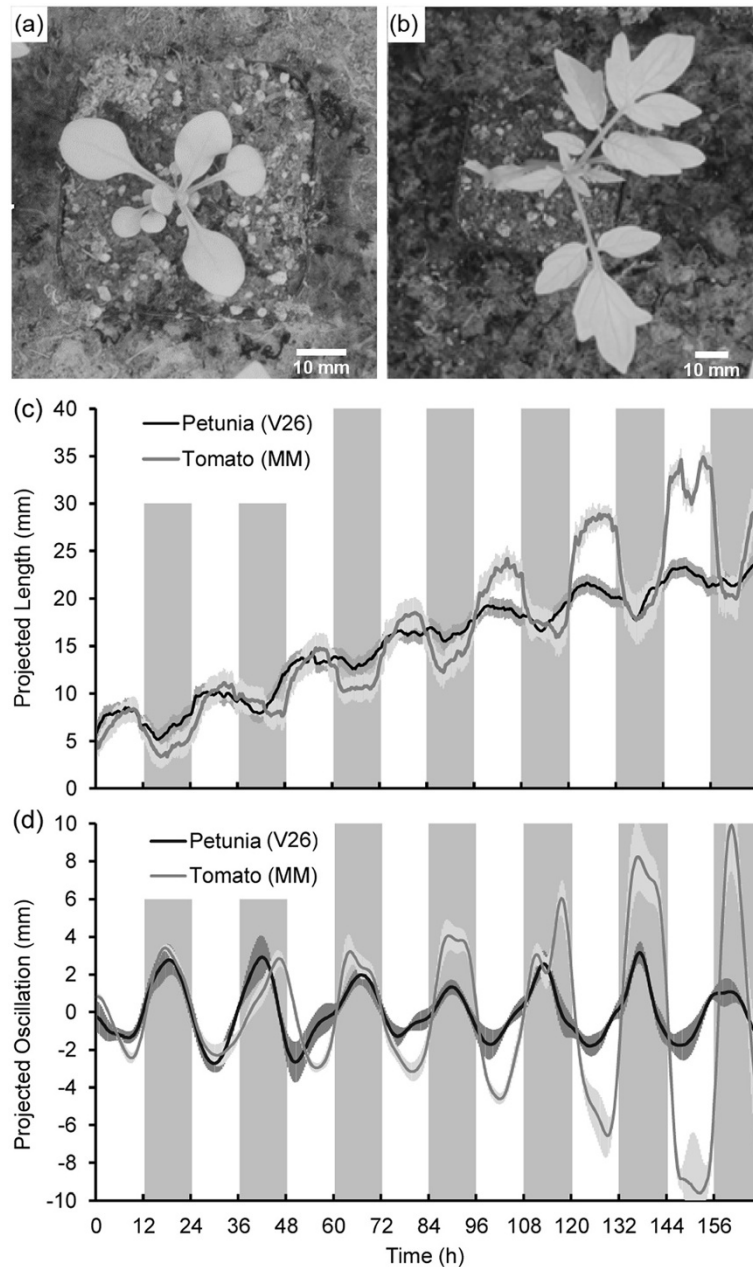 (a)
(b)
10 mm
10 mm
(c)
40
35
30
25
20
15
10
5
0
Projected Length (mm)
Petunia (V26)
Tomato (MM)
(d)
10
8
6
4
2
0
-2
-4
-6
-8
-10
Projected Oscillation (mm)
Petunia (V26)
Tomato (MM)
0 12 24 36 48 60 72 84 96 108 120 132 144 156
Time (h)